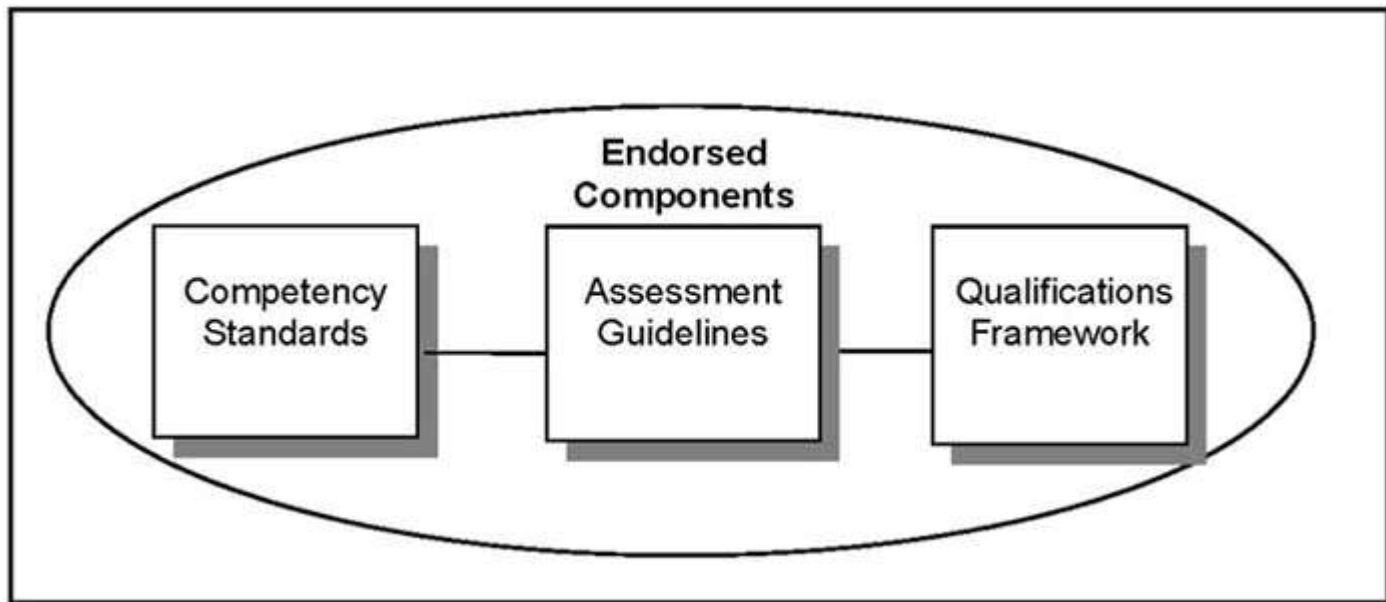 Endorsed
Components
Competency
Standards
Assessment
Guidelines
Qualifications
Framework